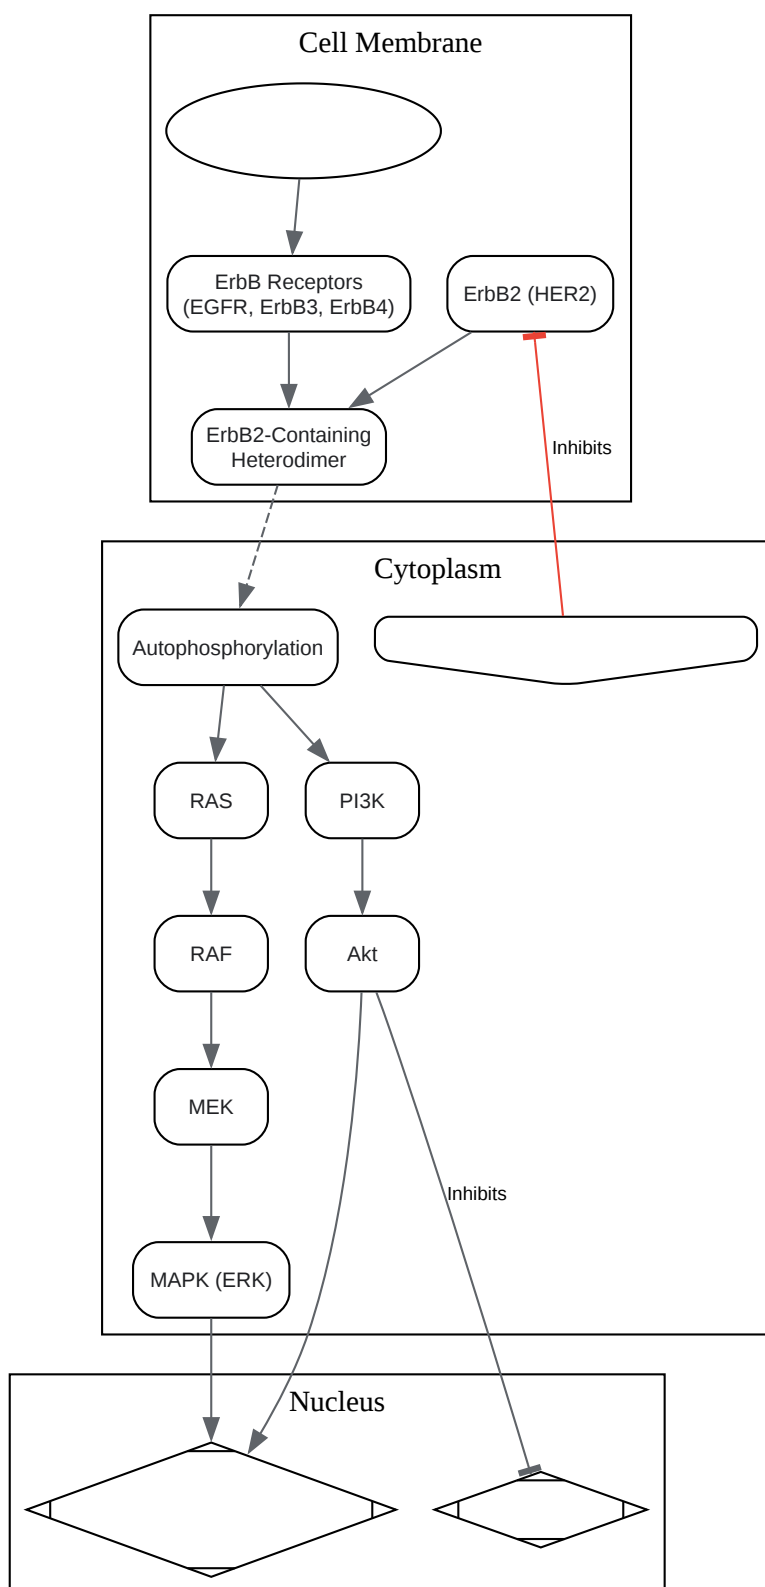 Cell Membrane
ErbB Receptors
(EGFR, ErbB3, ErbB4)
ErbB2 (HER2)
ErbB2-Containing
Heterodimer
Inhibits
Cytoplasm
Autophosphorylation
RAS
PI3K
RAF
Akt
MEK
Inhibits
MAPK (ERK)
Nucleus